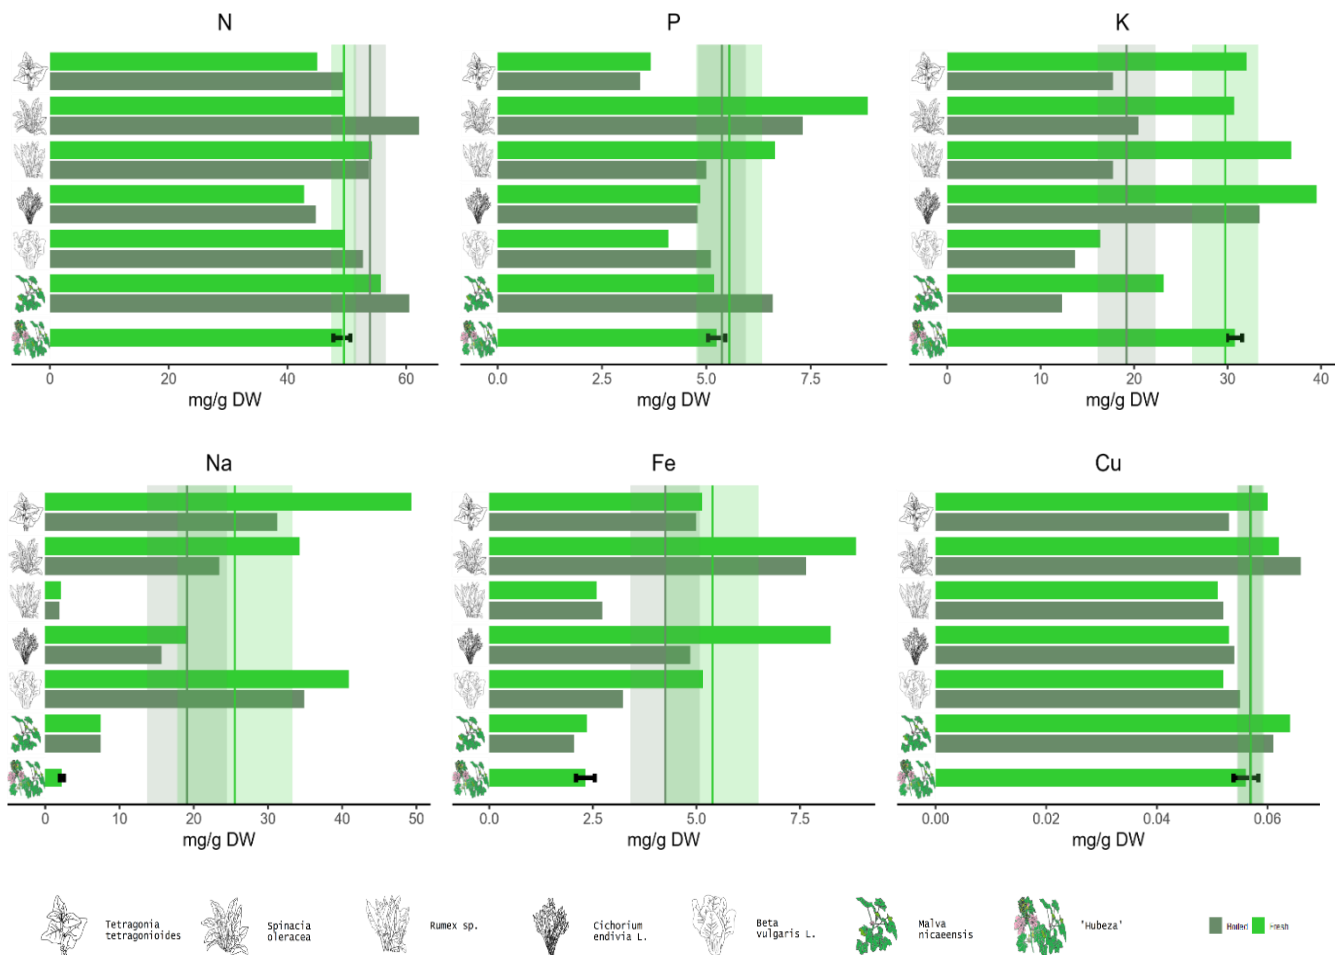 N P K
0 20 40 60 0.0 2.5 5.0 7.5 0 10 20 30 40
mg/g DW mg/g DW mg/g DW
Na Fe Cu
0 10 20 30 40 50 0.0 2.5 5.0 7.5 0.00 0.02 0.04 0.06
mg/g DW mg/g DW mg/g DW
Tetragonia Spinacia Rumex sp. Cichorium Beta Malva 'Hubeza' Boiled Fresh
tetragonioides oleracea endivia L. vulgaris L. nicaeensis